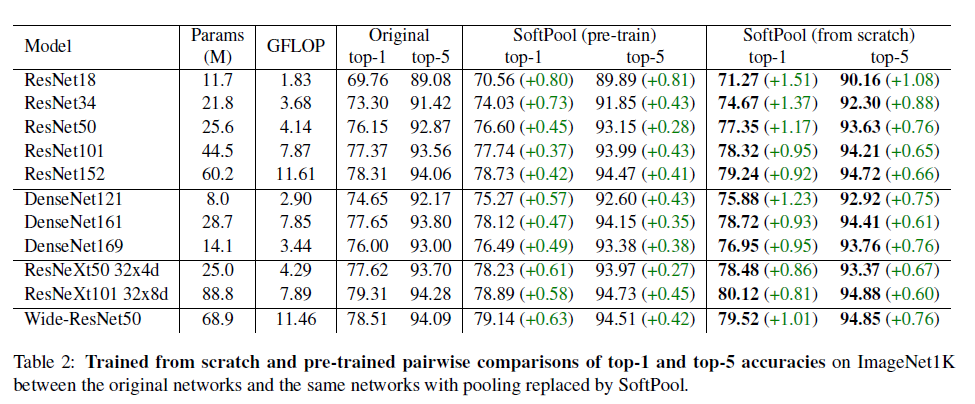 Model Params (M) GFLOP Original top-1 top-5 SoftPool (pre-train) top-1 top-5 SoftPool (from scratch) top-1 top-5
ResNet18 11.7 1.83 69.76 89.08 70.56 (+0.80) 89.89 (+0.81) 71.27 (+1.51) 90.16 (+1.08)
ResNet34 21.8 3.68 73.30 91.42 74.03 (+0.73) 91.85 (+0.43) 74.67 (+1.37) 92.30 (+0.88)
ResNet50 25.6 4.14 76.15 92.87 76.60 (+0.45) 93.15 (+0.28) 77.35 (+1.17) 93.63 (+0.76)
ResNet101 44.5 7.87 77.37 93.56 77.74 (+0.37) 93.99 (+0.43) 78.32 (+0.95) 94.21 (+0.65)
ResNet152 60.2 11.61 78.31 94.06 78.73 (+0.42) 94.47 (+0.41) 79.24 (+0.92) 94.72 (+0.66)
DenseNet121 8.0 2.90 74.65 92.17 75.27 (+0.57) 92.60 (+0.43) 75.88 (+1.23) 92.92 (+0.75)
DenseNet161 28.7 7.85 77.65 93.80 78.12 (+0.47) 94.15 (+0.35) 78.72 (+0.93) 94.41 (+0.61)
DenseNet169 14.1 3.44 76.00 93.00 76.49 (+0.49) 93.38 (+0.38) 76.95 (+0.95) 93.76 (+0.76)
ResNeXt50 32x4d 25.0 4.29 77.62 93.70 78.23 (+0.61) 93.97 (+0.27) 78.48 (+0.86) 93.37 (+0.67)
ResNeXt101 32x8d 88.8 7.89 79.31 94.28 78.89 (+0.58) 94.73 (+0.45) 80.12 (+0.81) 94.88 (+0.60)
Wide-ResNet50 68.9 11.46 78.51 94.09 79.14 (+0.63) 94.51 (+0.42) 79.52 (+1.01) 94.85 (+0.76)
Table 2: Trained from scratch and pre-trained pairwise comparisons of top-1 and top-5 accuracies on ImageNet1K
between the original networks and the same networks with pooling replaced by SoftPool.